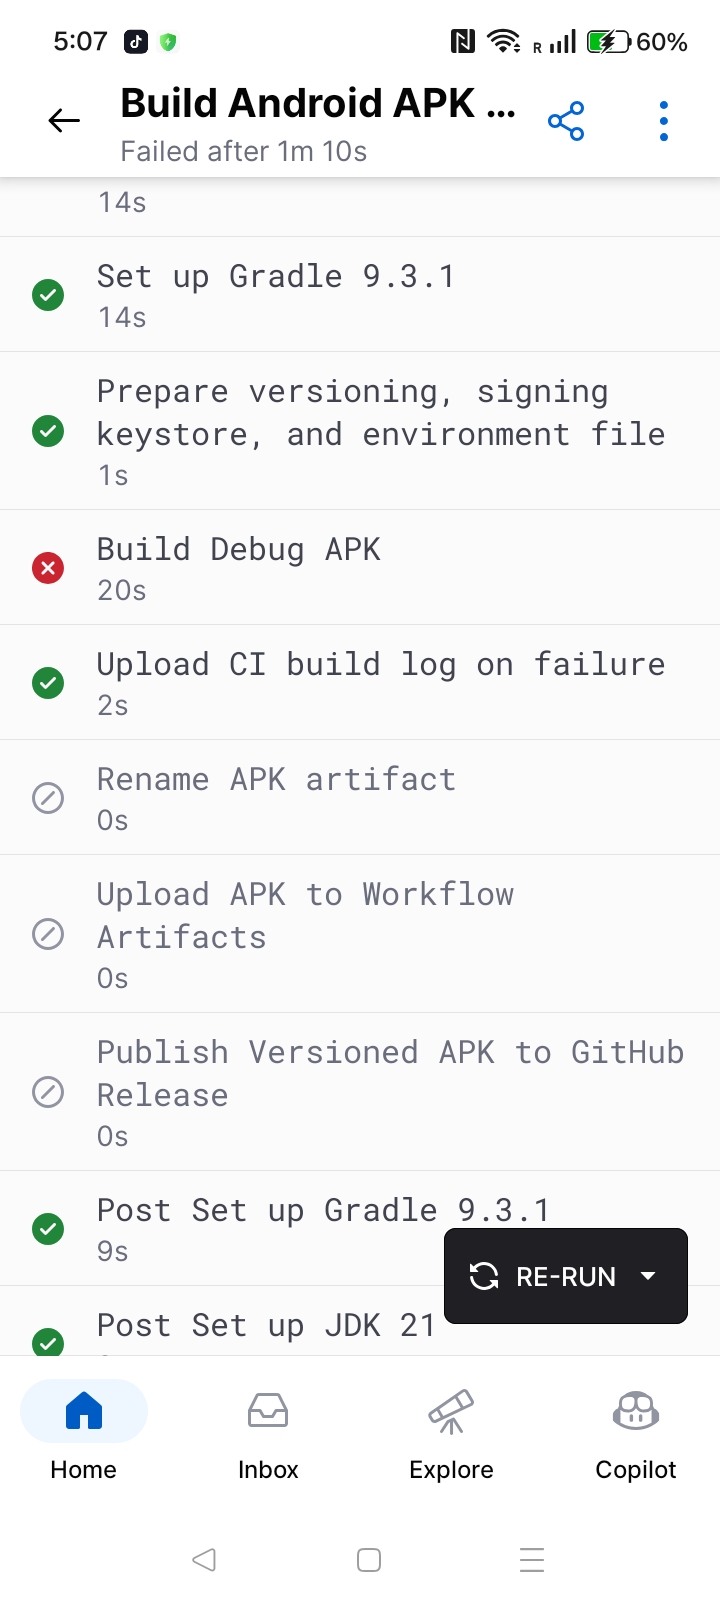 5:07
R
60%
Build Android APK ...
Failed after 1m 10s
14s
Set up Gradle 9.3.1
14s
Prepare versioning, signing
keystore, and environment file
1s
Build Debug APK
20s
Upload CI build log on failure
2s
Rename APK artifact
0s
Upload APK to Workflow
Artifacts
0s
Publish Versioned APK to GitHub
Release
0s
Post Set up Gradle 9.3.1
9s
RE-RUN
Post Set up JDK 21
Home
Inbox
Explore
Copilot